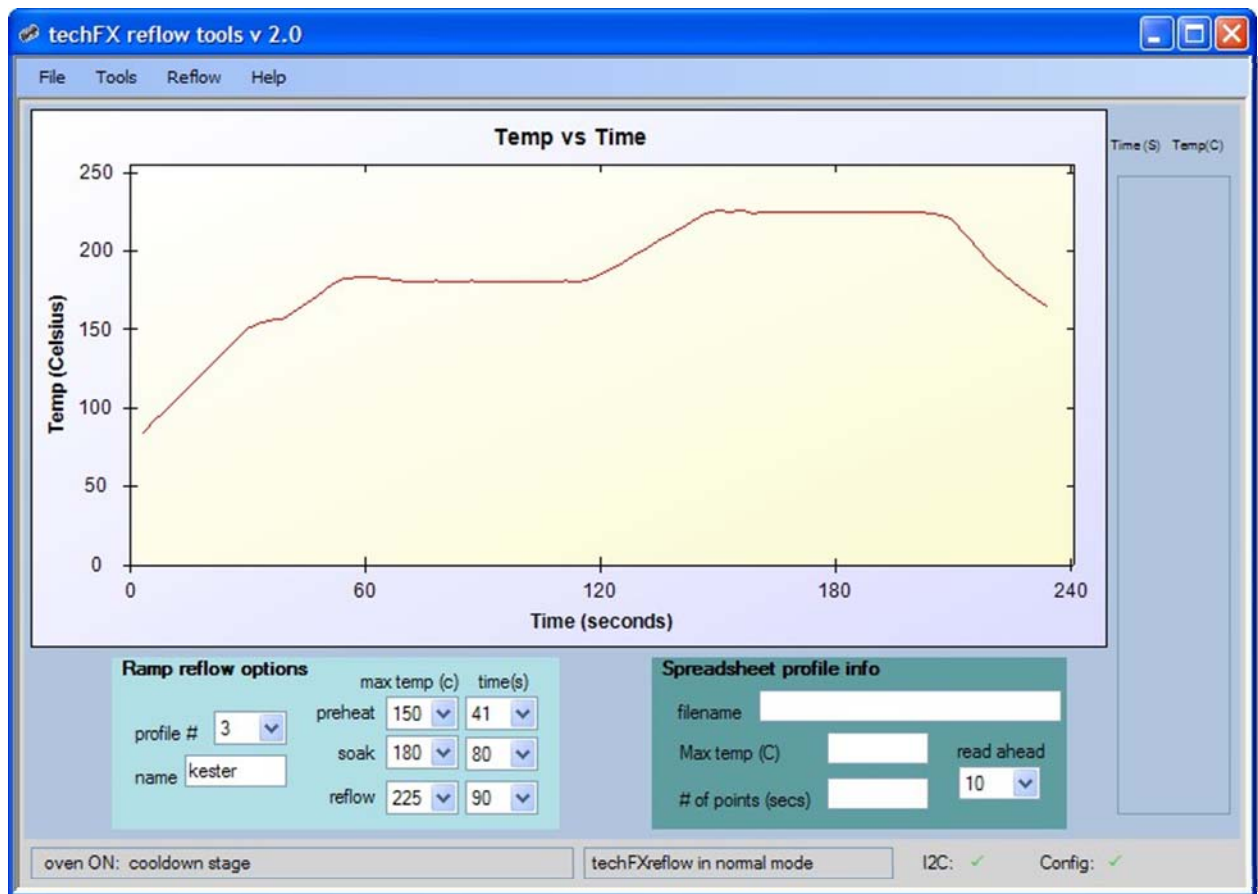 techFX reflow tools v 2.0
File Tools Reflow Help
Temp vs Time
Time (S) Temp(C)
250
200
150
100
50
0
Temp (Celsius)
0 60 120 180 240
Time (seconds)
Ramp reflow options
max temp (c) time(s)
profile # 3
name kester
preheat 150 41
soak 180 80
reflow 225 90
Spreadsheet profile info
filename
Max temp (C)
read ahead
10
# of points (secs)
oven ON: cooldown stage
techFXreflow in normal mode
I2C: ✓ Config: ✓